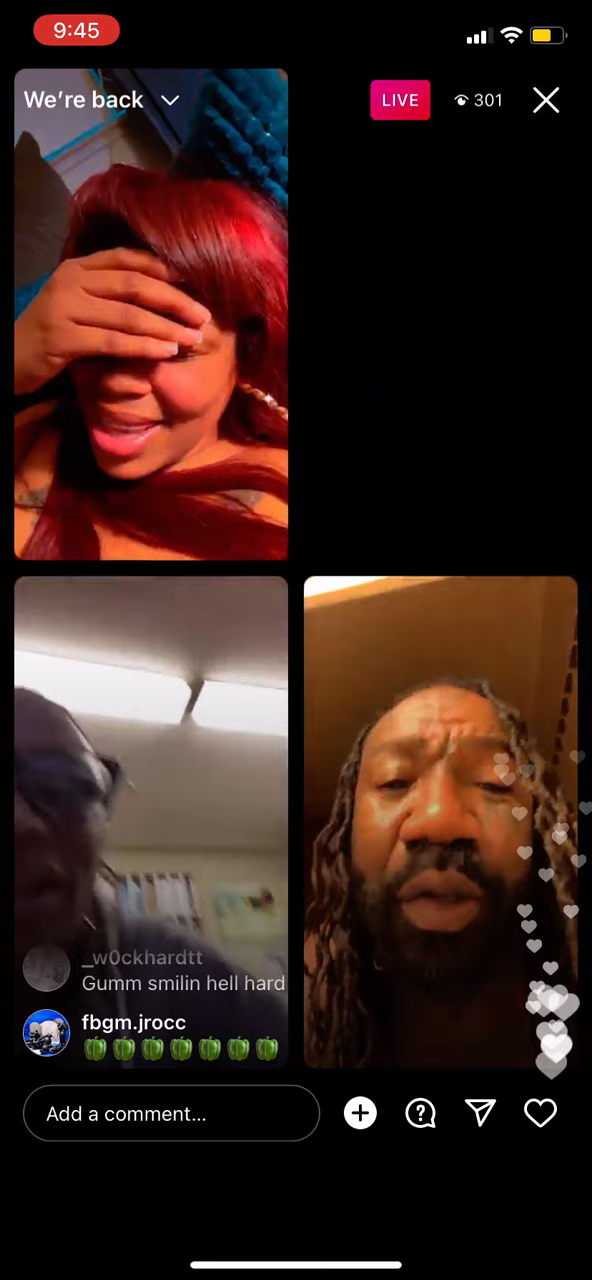 9:45
We're back
LIVE
301
_w0ckhardtt
Gumm smilin hell hard
fbgm.jrocc
🫑🫑🫑🫑🫑🫑🫑
Add a comment...